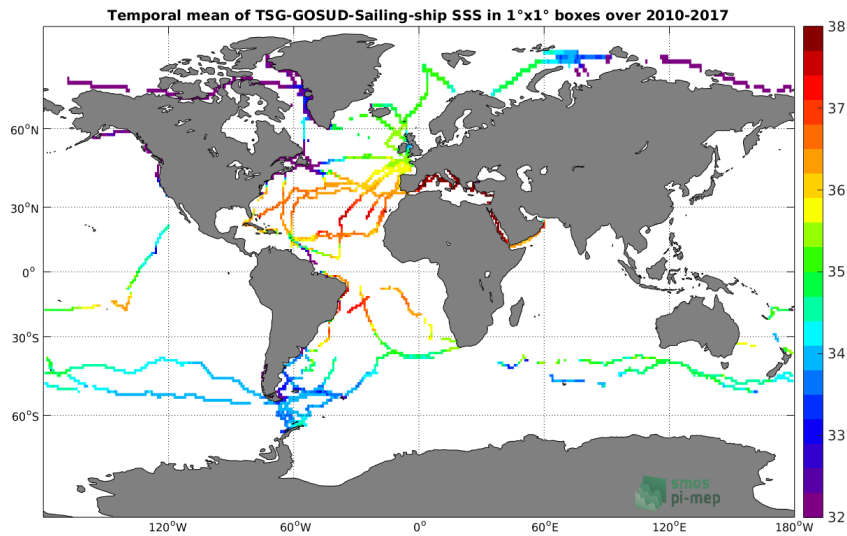 Temporal mean of TSG-GOSUD-Sailing-ship SSS in 1°x1° boxes over 2010-2017
38
37
36
35
34
33
32
60°N
30°N
0°
30°S
60°S
120°W
60°W
0°
60°E
120°E
180°W
smos
pi-mep